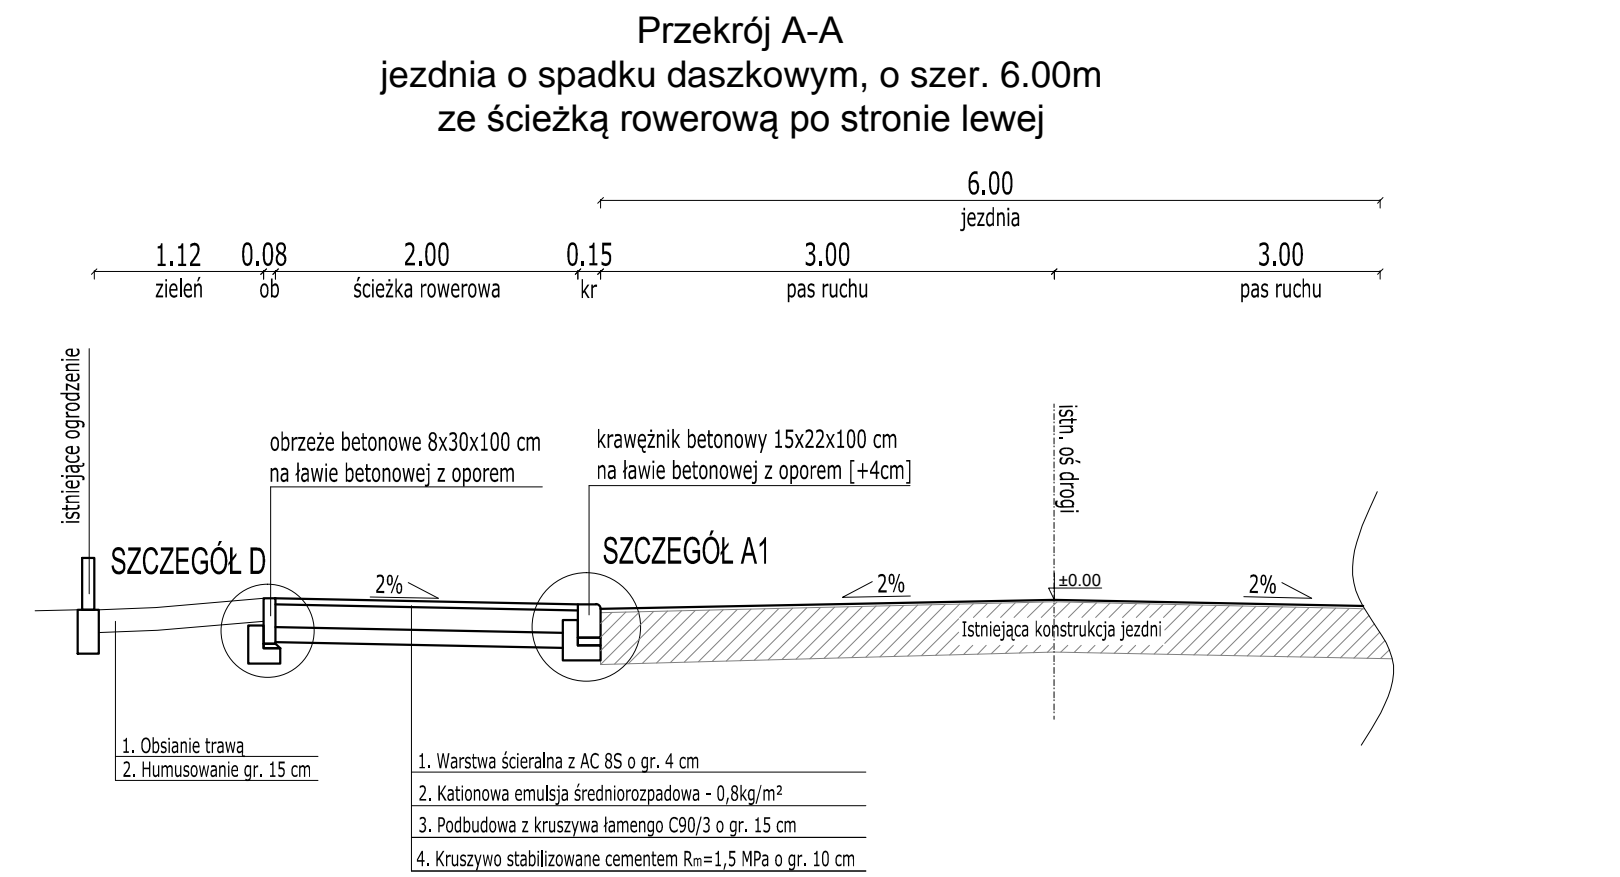 Przekrój A-A
jezdnia o spadku daszkowym, o szer. 6.00m
ze ścieżką rowerową po stronie lewej
6.00
jezdnia
1.12
0.08
2.00
0.15
3.00
3.00
zieleń
ob
ścieżka rowerowa
kr
pas ruchu
pas ruchu
istniejące ogrodzenie
obrzeże betonowe 8x30x100 cm
na ławie betonowej z oporem
krawężnik betonowy 15x22x100 cm
na ławie betonowej z oporem [+4cm]
istn. oś drogi
SZCZEGÓŁ D
SZCZEGÓŁ A1
2%
2%
±0.00
2%
Istniejąca konstrukcja jezdni
1. Obsianie trawą
2. Humusowanie gr. 15 cm
1. Warstwa ścieralna z AC 8S o gr. 4 cm
2. Kationowa emulsja średniorozpadowa - 0,8kg/m²
3. Podbudowa z kruszywa łamengo C90/3 o gr. 15 cm
4. Kruszywo stabilizowane cementem Rm=1,5 MPa o gr. 10 cm